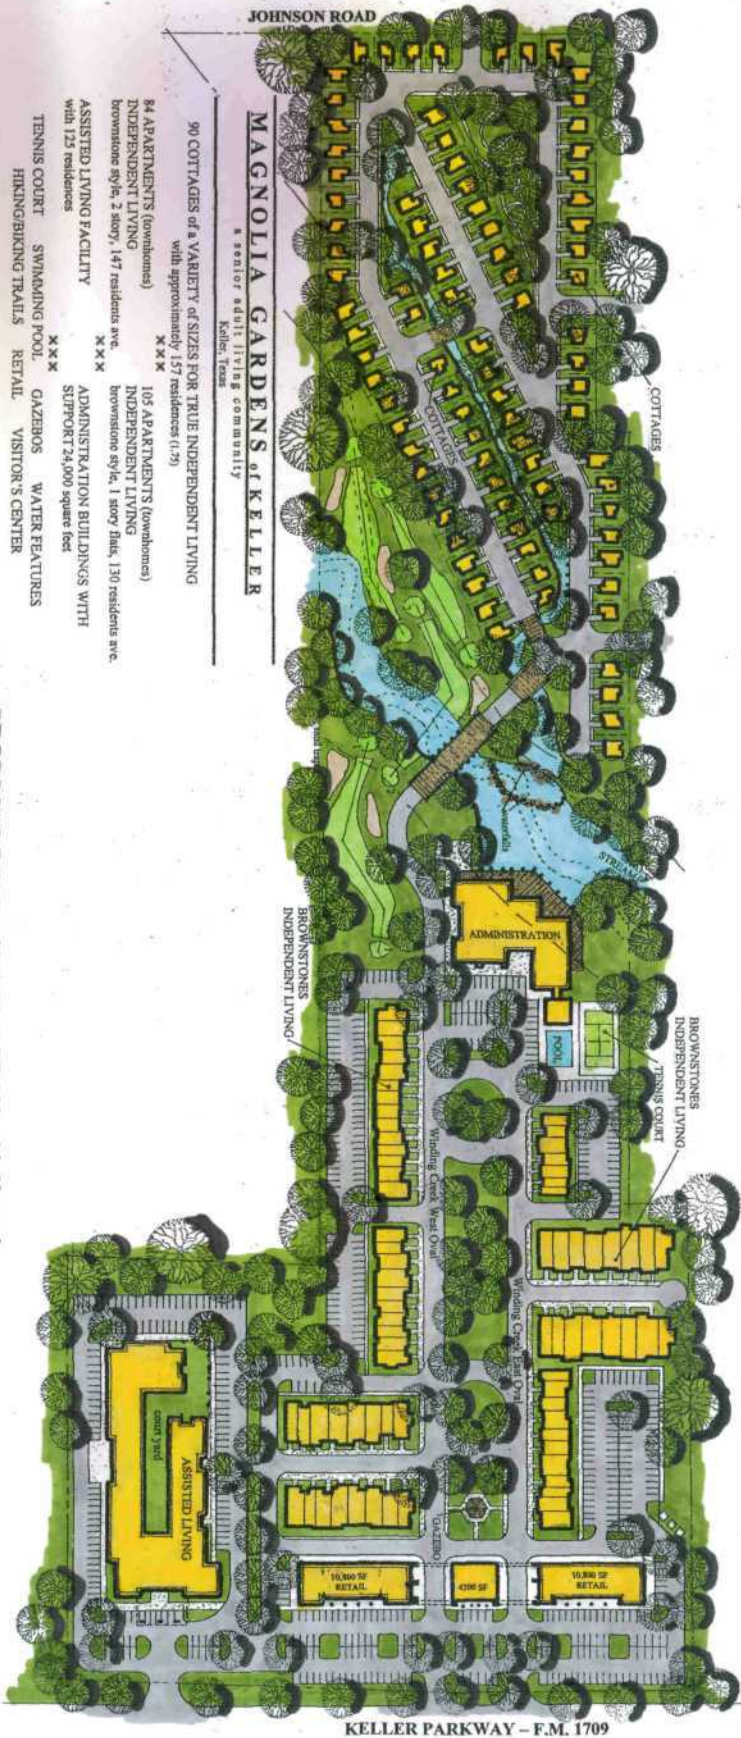 JOHNSON ROAD
MAGNOLIA GARDENS of KELLER
a senior adult living community
Keller, Texas
90 COTTAGES of a VARIETY of SIZES FOR TRUE INDEPENDENT LIVING
with approximately 157 residences (1.75)
XXX
84 APARTMENTS (townhomes)
INDEPENDENT LIVING
brownstone style, 2 story, 147 residents ave.
105 APARTMENTS (townhomes)
INDEPENDENT LIVING
brownstone style, 1 story flats, 130 residents ave.
XXX
ASSISTED LIVING FACILITY
with 125 residences
ADMINISTRATION BUILDINGS WITH
SUPPORT 24,000 square feet
XXX
TENNIS COURT SWIMMING POOL GAZEBOS WATER FEATURES
HIKING/BIKING TRAILS RETAIL VISITOR'S CENTER
COTTAGES
COTTAGES
waterfalls
STREAM
ADMINISTRATION
BROWNSTONES
INDEPENDENT LIVING
POOL
TENNIS COURT
BROWNSTONES
INDEPENDENT LIVING
Winding Creek West Oval
Winding Creek East Oval
GAZEBO
court yard
ASSISTED LIVING
10,800 SF
RETAIL
4200 SF
10,800 SF
RETAIL
KELLER PARKWAY – F.M. 1709